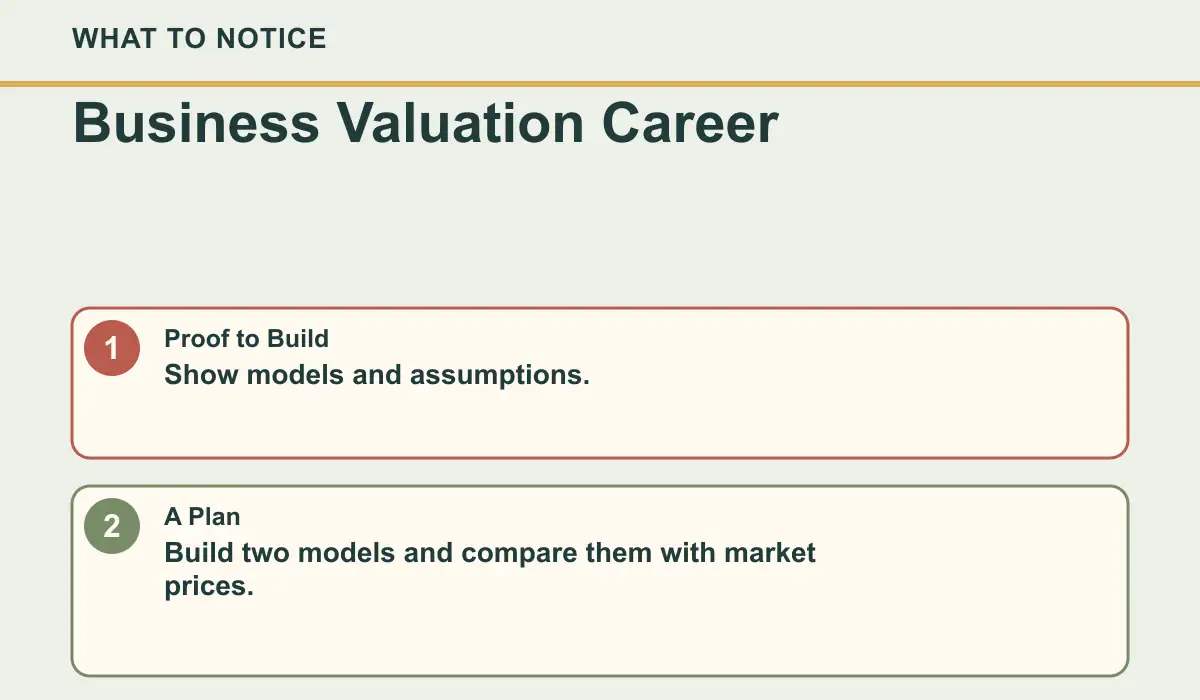 WHAT TO NOTICE
Business Valuation Career
1
Proof to Build
Show models and assumptions.
2
A Plan
Build two models and compare them with market
prices.